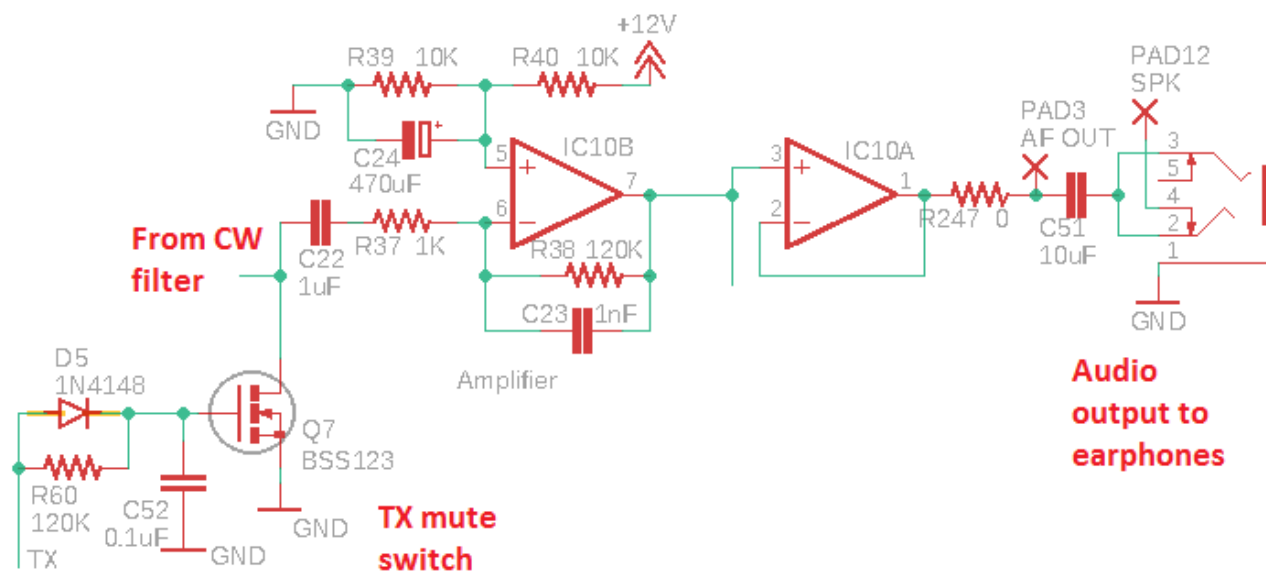 +12V
R39 10K
R40 10K
PAD12
SPK
GND
C24
470uF
+
5
6
+
−
IC10B
7
3
2
+
−
IC10A
1
PAD3
AF OUT
R247 0
C51
10uF
3
5
4
2
1
GND
From CW
filter
C22
1uF
R37 1K
R38 120K
C23 1nF
Amplifier
D5
1N4148
R60
120K
TX
C52
0.1uF
GND
Q7
BSS123
GND
TX mute
switch
Audio
output to
earphones